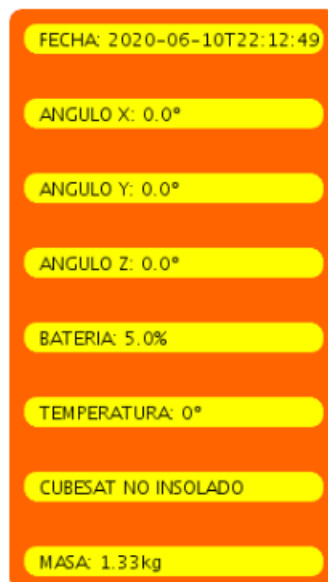 FECHA: 2020-06-10T22:12:49
ANGULO X: 0.0°
ANGULO Y: 0.0°
ANGULO Z: 0.0°
BATERIA: 5.0%
TEMPERATURA: 0°
CUBESAT NO INSOLADO
MASA: 1.33kg